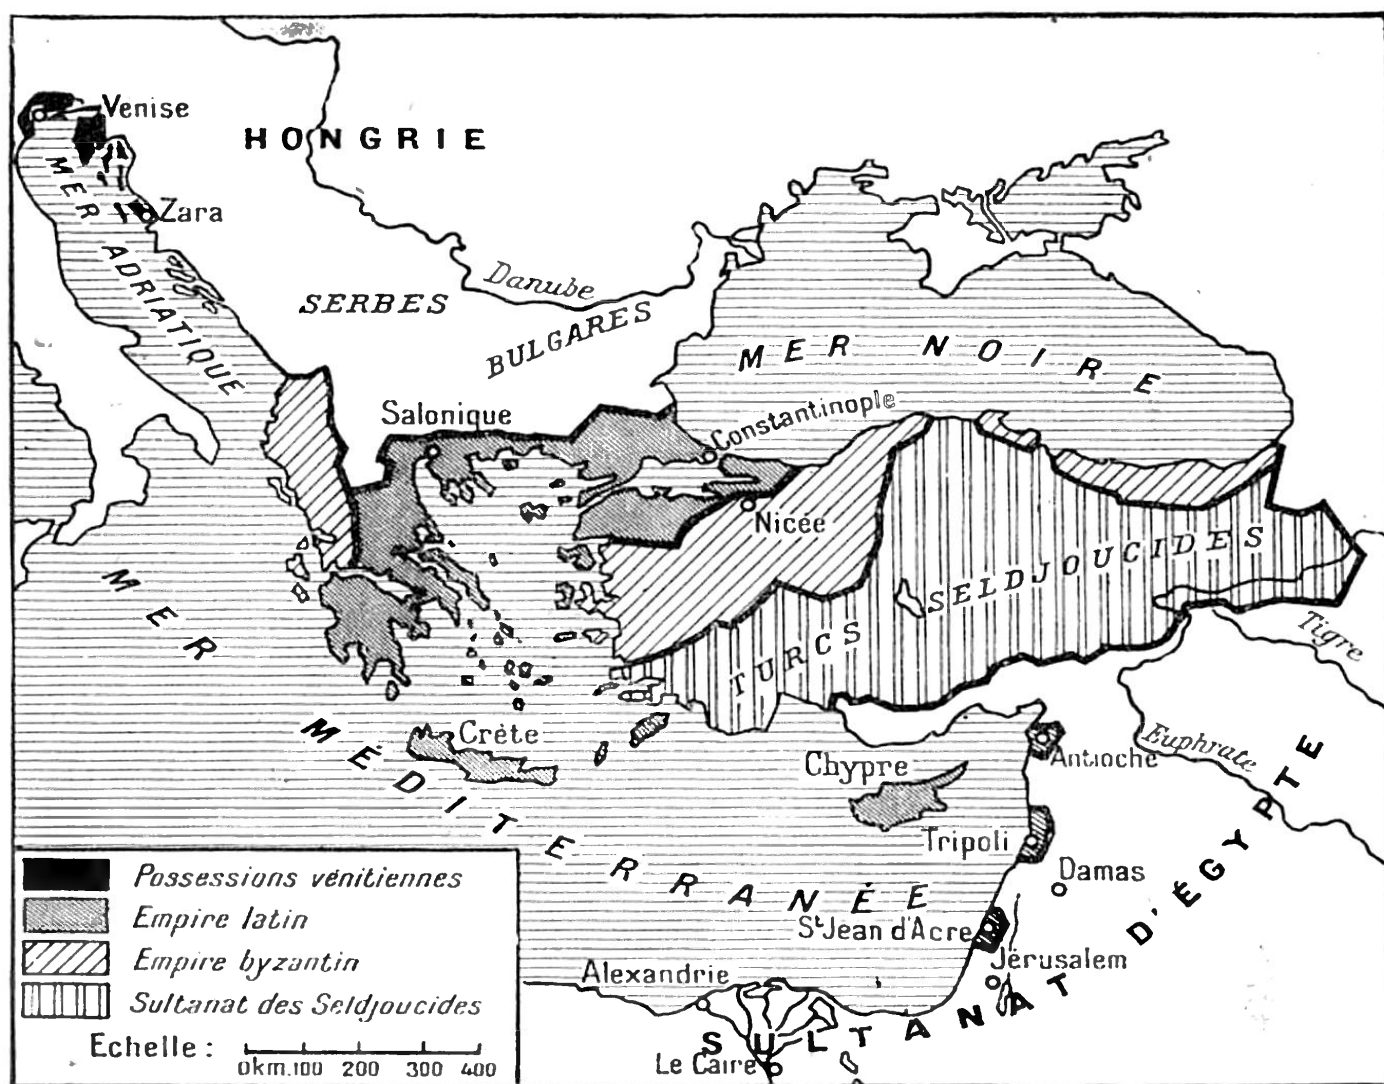 Venise
HONGRIE
MER ADRIATIQUE
Zara
Danube
SERBES
BULGARES
MER NOIRE
Salonique
Constantinople
Nicée
TURCS SELDJOUCIDES
Tigre
MER MÉDITERRANÉE
Crète
Euphrate
Antioche
Chypre
Tripoli
Damas
St Jean d'Acre
Jérusalem
Alexandrie
SULTANAT D'ÉGYPTE
Le Caire
Possessions vénitiennes
Empire latin
Empire byzantin
Sultanat des Seldjoucides
Echelle :
0km.100 200 300 400